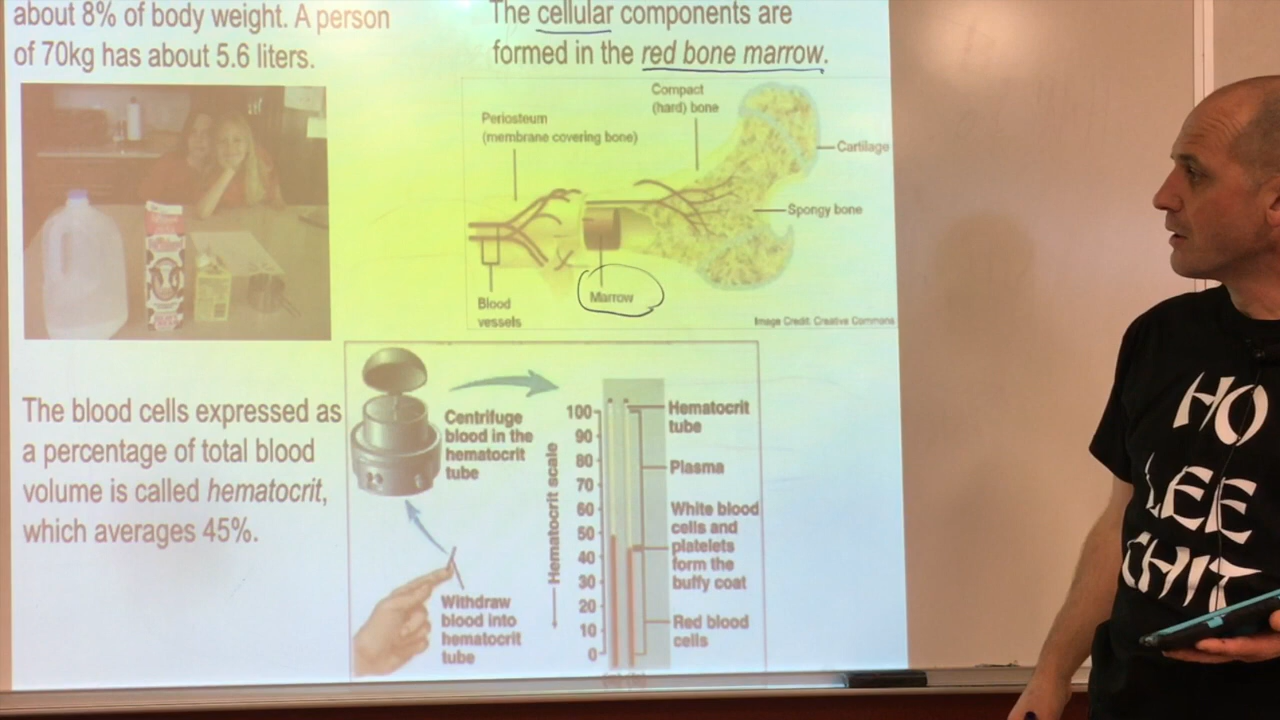 about 8% of body weight. A person
of 70kg has about 5.6 liters.
The cellular components are
formed in the red bone marrow.
Compact
(hard) bone
Periosteum
(membrane covering bone)
Cartilage
Spongy bone
Marrow
Blood
vessels
Image Credit: Creative Commons
The blood cells expressed as
a percentage of total blood
volume is called hematocrit,
which averages 45%.
Centrifuge
blood in the
hematocrit
tube
Withdraw
blood into
hematocrit
tube
Hematocrit scale
100
90
80
70
60
50
40
30
20
10
0
Hematocrit
tube
Plasma
White blood
cells and
platelets
form the
buffy coat
Red blood
cells
HO
LEE
CHIT